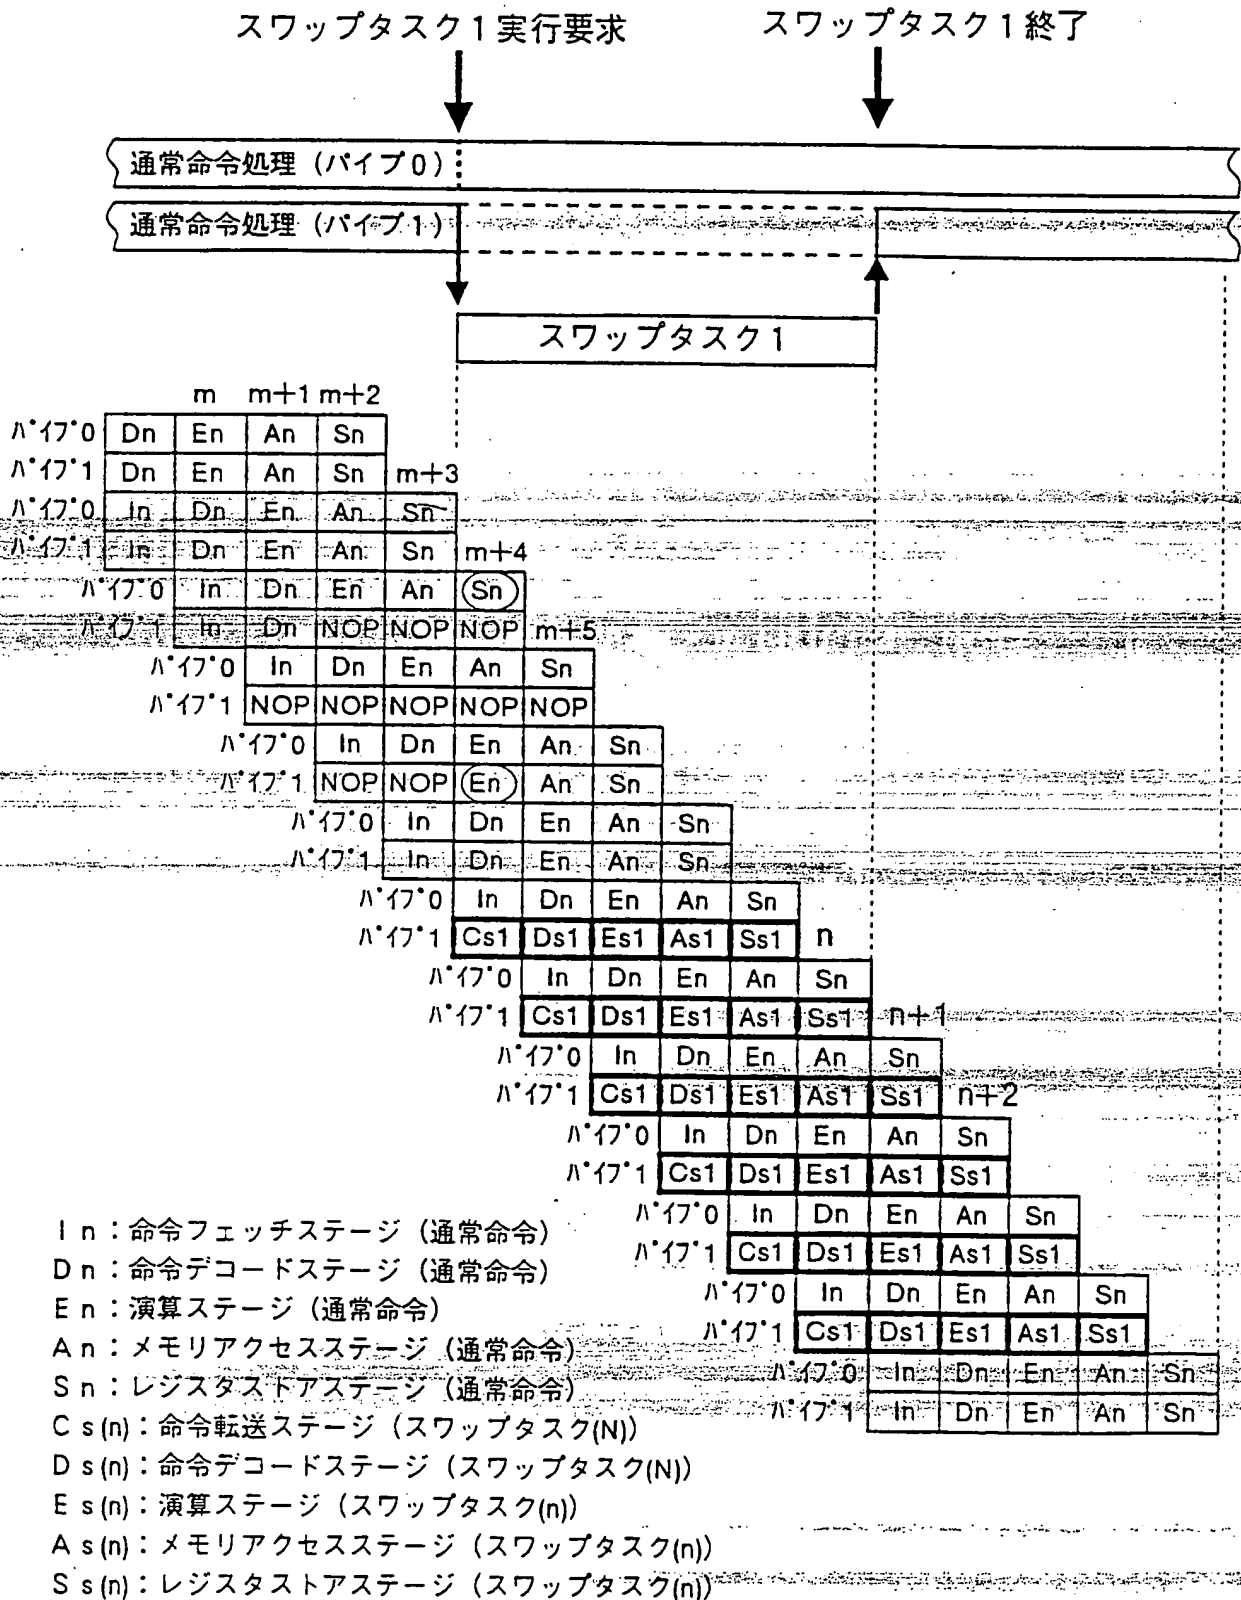 スワップタスク1実行要求 スワップタスク1終了
通常命令処理 (パイプ0)
通常命令処理 (パイプ1)
スワップタスク1
m m+1 m+2
ﾊﾟｲﾌﾟ0 Dn En An Sn
ﾊﾟｲﾌﾟ1 Dn En An Sn m+3
ﾊﾟｲﾌﾟ0 In Dn En An Sn
ﾊﾟｲﾌﾟ1 In Dn En An Sn m+4
ﾊﾟｲﾌﾟ0 In Dn En An Sn
ﾊﾟｲﾌﾟ1 In Dn NOP NOP NOP m+5
ﾊﾟｲﾌﾟ0 In Dn En An Sn
ﾊﾟｲﾌﾟ1 NOP NOP NOP NOP NOP
ﾊﾟｲﾌﾟ0 In Dn En An Sn
ﾊﾟｲﾌﾟ1 NOP NOP En An Sn
ﾊﾟｲﾌﾟ0 In Dn En An Sn
ﾊﾟｲﾌﾟ1 In Dn En An Sn
ﾊﾟｲﾌﾟ0 In Dn En An Sn
ﾊﾟｲﾌﾟ1 Cs1 Ds1 Es1 As1 Ss1 n
ﾊﾟｲﾌﾟ0 In Dn En An Sn
ﾊﾟｲﾌﾟ1 Cs1 Ds1 Es1 As1 Ss1 n+1
ﾊﾟｲﾌﾟ0 In Dn En An Sn
ﾊﾟｲﾌﾟ1 Cs1 Ds1 Es1 As1 Ss1 n+2
ﾊﾟｲﾌﾟ0 In Dn En An Sn
ﾊﾟｲﾌﾟ1 Cs1 Ds1 Es1 As1 Ss1
ﾊﾟｲﾌﾟ0 In Dn En An Sn
ﾊﾟｲﾌﾟ1 Cs1 Ds1 Es1 As1 Ss1
ﾊﾟｲﾌﾟ0 In Dn En An Sn
ﾊﾟｲﾌﾟ1 Cs1 Ds1 Es1 As1 Ss1
ﾊﾟｲﾌﾟ0 In Dn En An Sn
ﾊﾟｲﾌﾟ1 In Dn En An Sn
In：命令フェッチステージ (通常命令)
Dn：命令デコードステージ (通常命令)
En：演算ステージ (通常命令)
An：メモリアクセスステージ (通常命令)
Sn：レジスタストアステージ (通常命令)
Cs(n)：命令転送ステージ (スワップタスク(N))
Ds(n)：命令デコードステージ (スワップタスク(N))
Es(n)：演算ステージ (スワップタスク(n))
As(n)：メモリアクセスステージ (スワップタスク(n))
Ss(n)：レジスタストアステージ (スワップタスク(n))